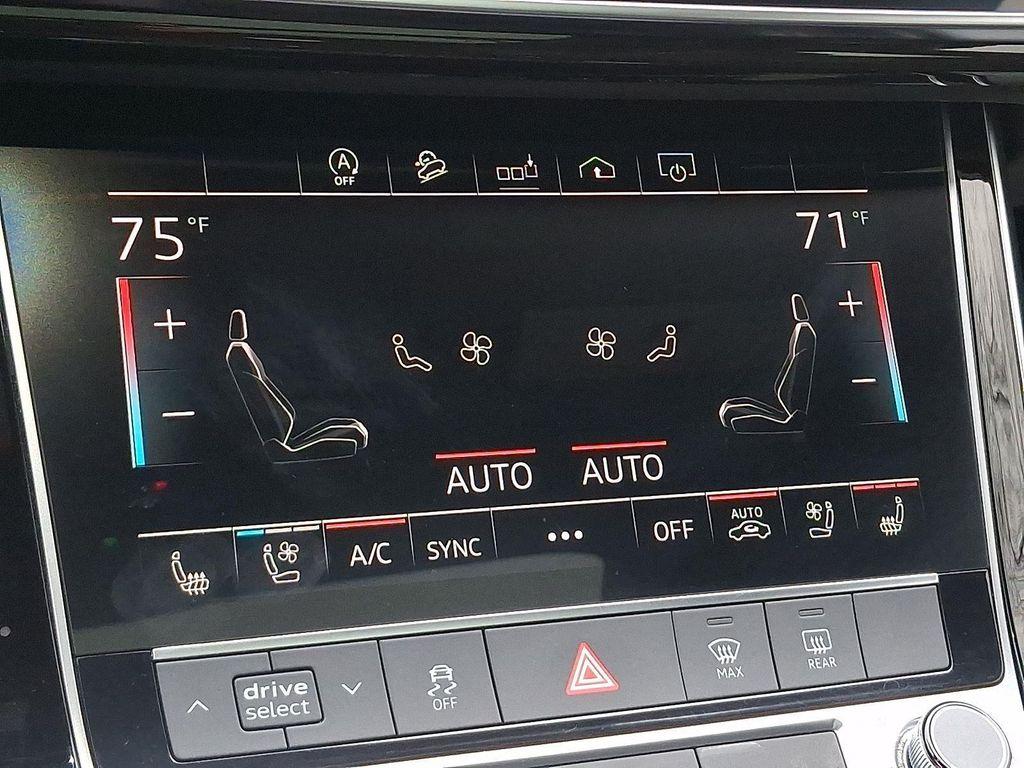 A
OFF
75 °F
71 °F
+
+
−
−
AUTO
AUTO
A/C
SYNC
•••
OFF
AUTO
drive
select
OFF
MAX
REAR